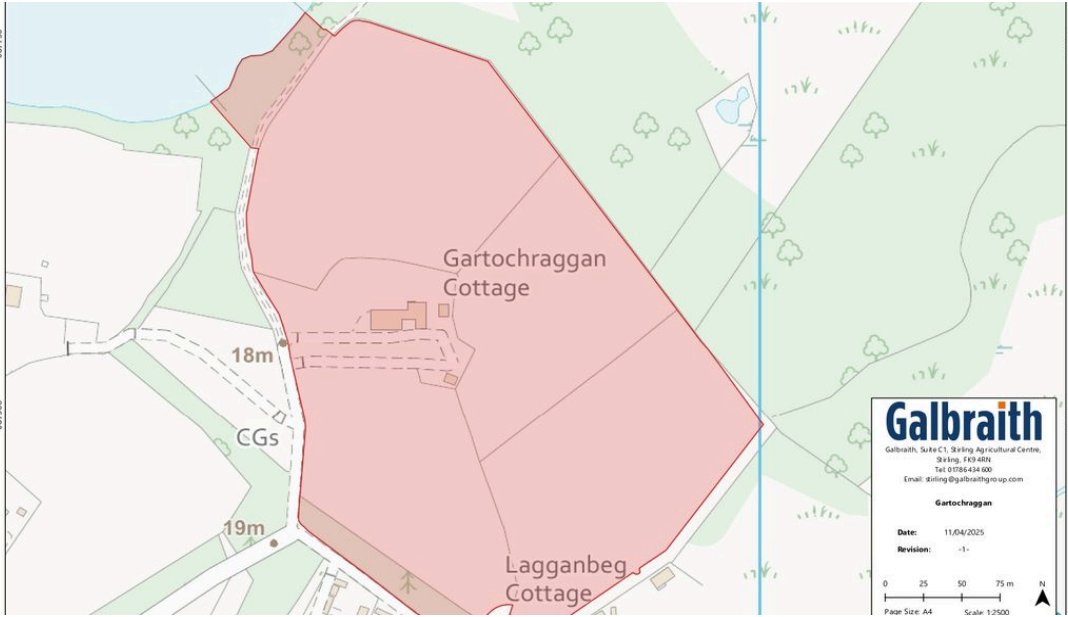 Gartochraggan
Cottage
18m
CGs
19m
Lagganbeg
Cottage
Galbraith
Galbraith, Suite C1, Stirling Agricultural Centre,
Stirling, FK9 4RN
Tel: 01786 434 600
Email: stirling@galbraithgroup.com
Gartochraggan
Date: 11/04/2025
Revision: -1-
0 25 50 75 m N
Page Size: A4 Scale: 1:2500